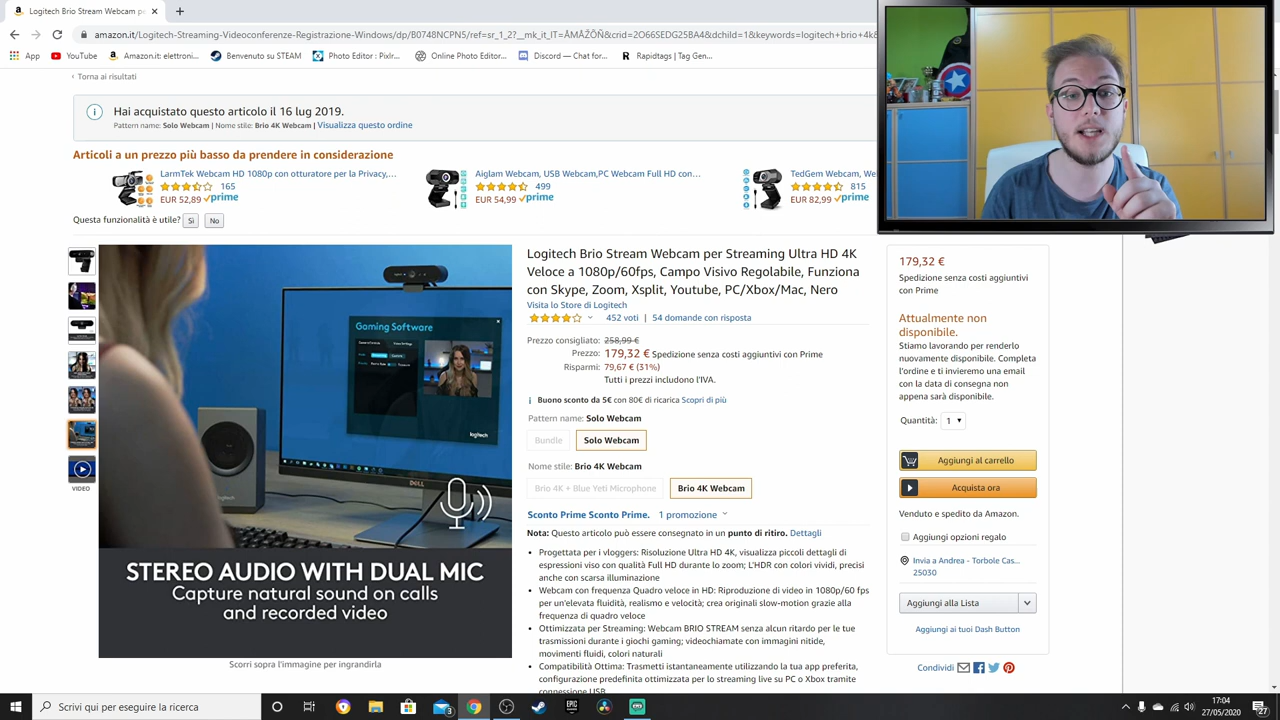 Logitech Brio Stream Webcam pe
amazon.it/Logitech-Streaming-Videoconferenze-Registrazione-Windows/dp/B0748NCPN5/ref=sr_1_2?__mk_it_IT=ÅMÅŽÕÑ&crid=2O66SEDG25BA4&dchild=1&keywords=logitech+brio+4k&
App YouTube Amazon.it: elettroni... Benvenuto su STEAM Photo Editor : Pixlr... Online Photo Editor... Discord — Chat for... Rapidtags | Tag Gen...
‹ Torna ai risultati
Hai acquistato questo articolo il 16 lug 2019.
Pattern name: Solo Webcam | Nome stile: Brio 4K Webcam | Visualizza questo ordine
Articoli a un prezzo più basso da prendere in considerazione
LarmTek Webcam HD 1080p con otturatore per la Privacy,...
165
EUR 52,89 prime
Aiglam Webcam, USB Webcam,PC Webcam Full HD con...
499
EUR 54,99 prime
TedGem Webcam, We
815
EUR 82,99 prime
Questa funzionalità è utile? Sì No
Gaming Software
logitech
DELL
STEREO AUDIO WITH DUAL MIC
Capture natural sound on calls
and recorded video
VIDEO
Scorri sopra l'immagine per ingrandirla
Logitech Brio Stream Webcam per Streaming Ultra HD 4K
Veloce a 1080p/60fps, Campo Visivo Regolabile, Funziona
con Skype, Zoom, Xsplit, Youtube, PC/Xbox/Mac, Nero
Visita lo Store di Logitech
452 voti | 54 domande con risposta
Prezzo consigliato: 258,99 €
Prezzo: 179,32 € Spedizione senza costi aggiuntivi con Prime
Risparmi: 79,67 € (31%)
Tutti i prezzi includono l'IVA.
Buono sconto da 5€ con 80€ di ricarica Scopri di più
Pattern name: Solo Webcam
Bundle Solo Webcam
Nome stile: Brio 4K Webcam
Brio 4K + Blue Yeti Microphone Brio 4K Webcam
Sconto Prime Sconto Prime. 1 promozione
Nota: Questo articolo può essere consegnato in un punto di ritiro. Dettagli
• Progettata per i vloggers: Risoluzione Ultra HD 4K, visualizza piccoli dettagli di
espressioni viso con qualità Full HD durante lo zoom; L'HDR con colori vividi, precisi
anche con scarsa illuminazione
• Webcam con frequenza Quadro veloce in HD: Riproduzione di video in 1080p/60 fps
per un'elevata fluidità, realismo e velocità; crea originali slow-motion grazie alla
frequenza di quadro veloce
• Ottimizzata per Streaming: Webcam BRIO STREAM senza alcun ritardo per le tue
trasmissioni durante i giochi gaming; videochiamate con immagini nitide,
movimenti fluidi, colori naturali
• Compatibilità Ottima: Trasmetti istantaneamente utilizzando la tua app preferita,
configurazione predefinita ottimizzata per lo streaming live su PC o Xbox tramite
connessione USB
179,32 €
Spedizione senza costi aggiuntivi
con Prime
Attualmente non
disponibile.
Stiamo lavorando per renderlo
nuovamente disponibile. Completa
l'ordine e ti invieremo una email
con la data di consegna non
appena sarà disponibile.
Quantità: 1
Aggiungi al carrello
Acquista ora
Venduto e spedito da Amazon.
Aggiungi opzioni regalo
Invia a Andrea - Torbole Cas...
25030
Aggiungi alla Lista
Aggiungi ai tuoi Dash Button
Condividi
Scrivi qui per eseguire la ricerca
EPIC
3
17:04
27/05/2020
27